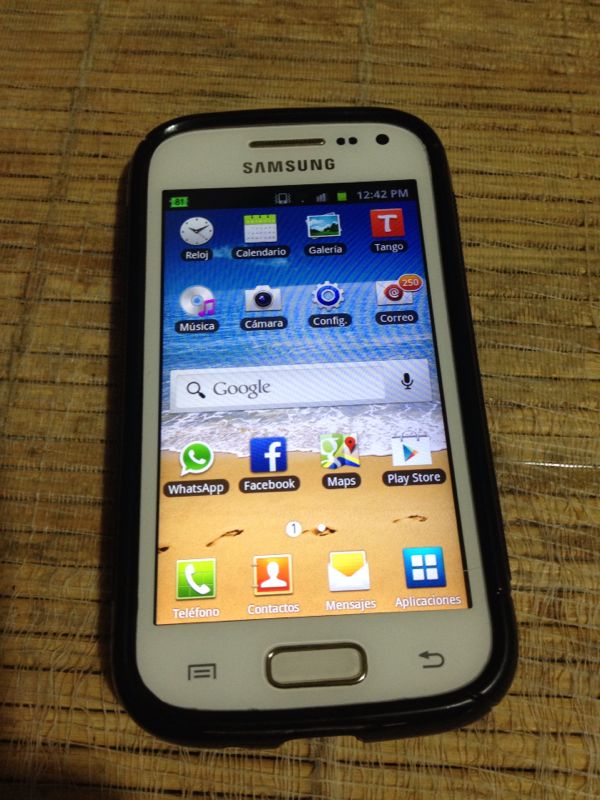 SAMSUNG
81 12:42 PM
Reloj Calendario Galería Tango
250
Música Cámara Config. Correo
Google
WhatsApp Facebook Maps Play Store
1
Teléfono Contactos Mensajes Aplicaciones